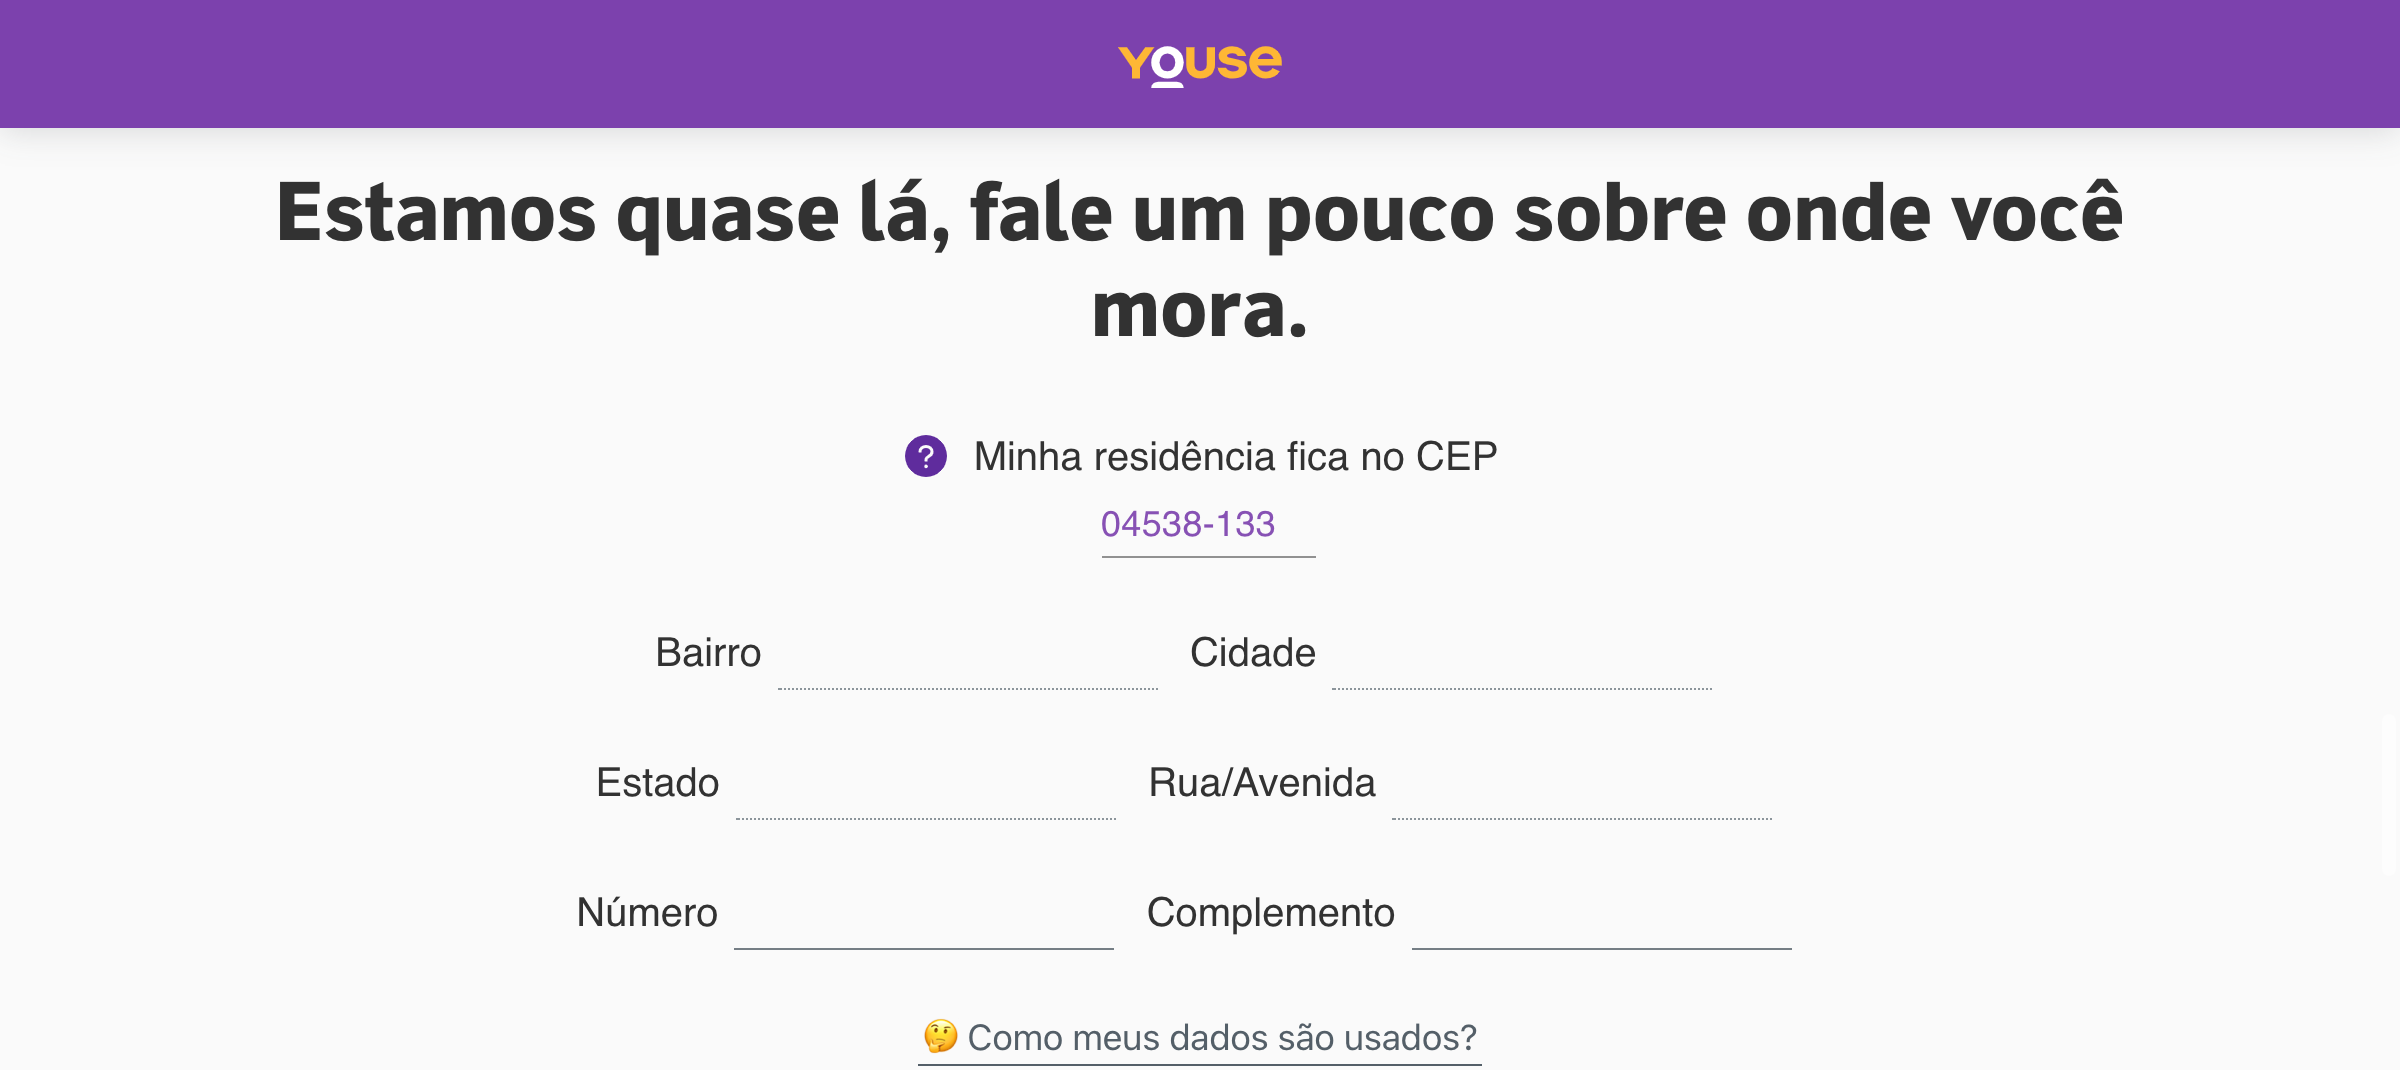 Youse
Estamos quase lá, fale um pouco sobre onde você
mora.
? Minha residência fica no CEP
04538-133
Bairro Cidade
Estado Rua/Avenida
Número Complemento
🤔 Como meus dados são usados?